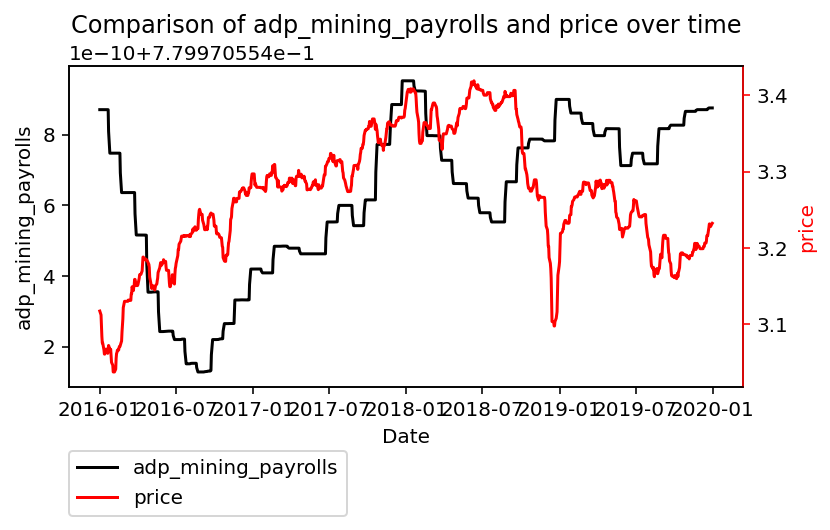 Comparison of adp_mining_payrolls and price over time
1e−10+7.79970554e−1
8
6
4
2
adp_mining_payrolls
3.4
3.3
3.2
3.1
price
2016-01 2016-07 2017-01 2017-07 2018-01 2018-07 2019-01 2019-07 2020-01
Date
adp_mining_payrolls
price